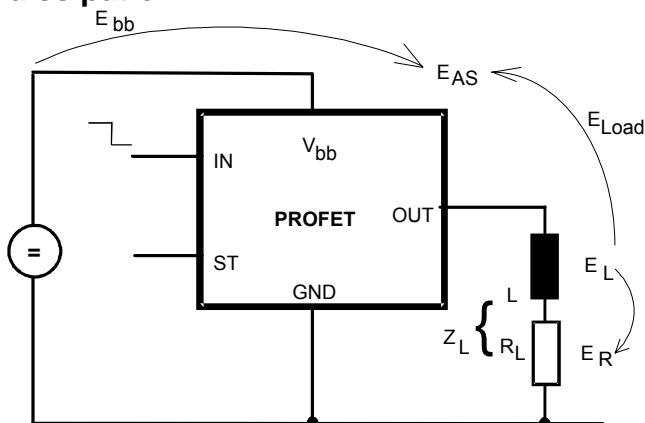 E bb
E AS
E Load
V bb
IN
PROFET
OUT
=
ST
E L
GND
L
Z L { R L
E R